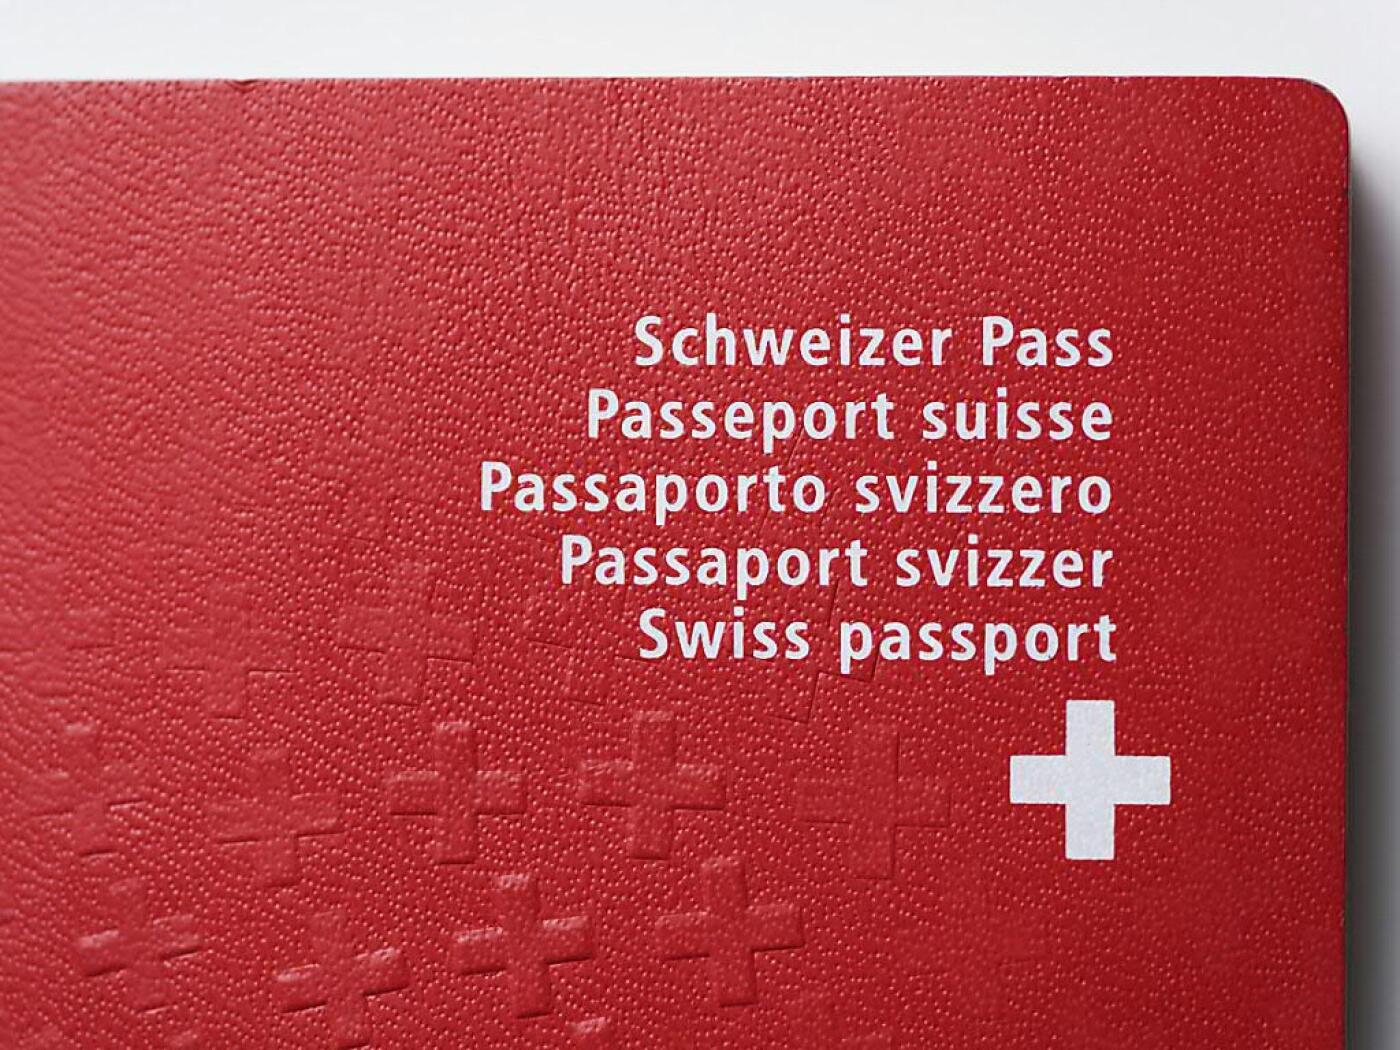 Schweizer Pass
Passeport suisse
Passaporto svizzero
Passaport svizzer
Swiss passport